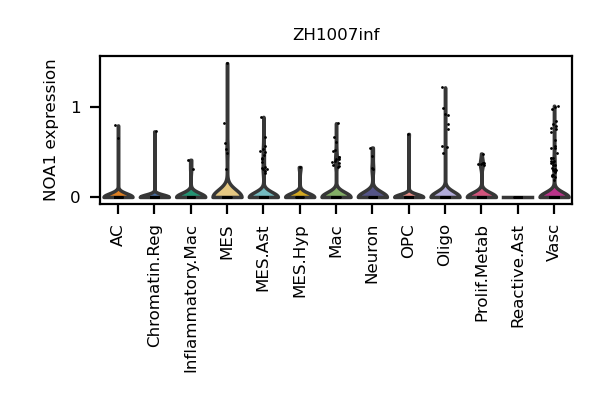 ZH1007inf
NOA1 expression
1
0
AC
Chromatin.Reg
Inflammatory.Mac
MES
MES.Ast
MES.Hyp
Mac
Neuron
OPC
Oligo
Prolif.Metab
Reactive.Ast
Vasc